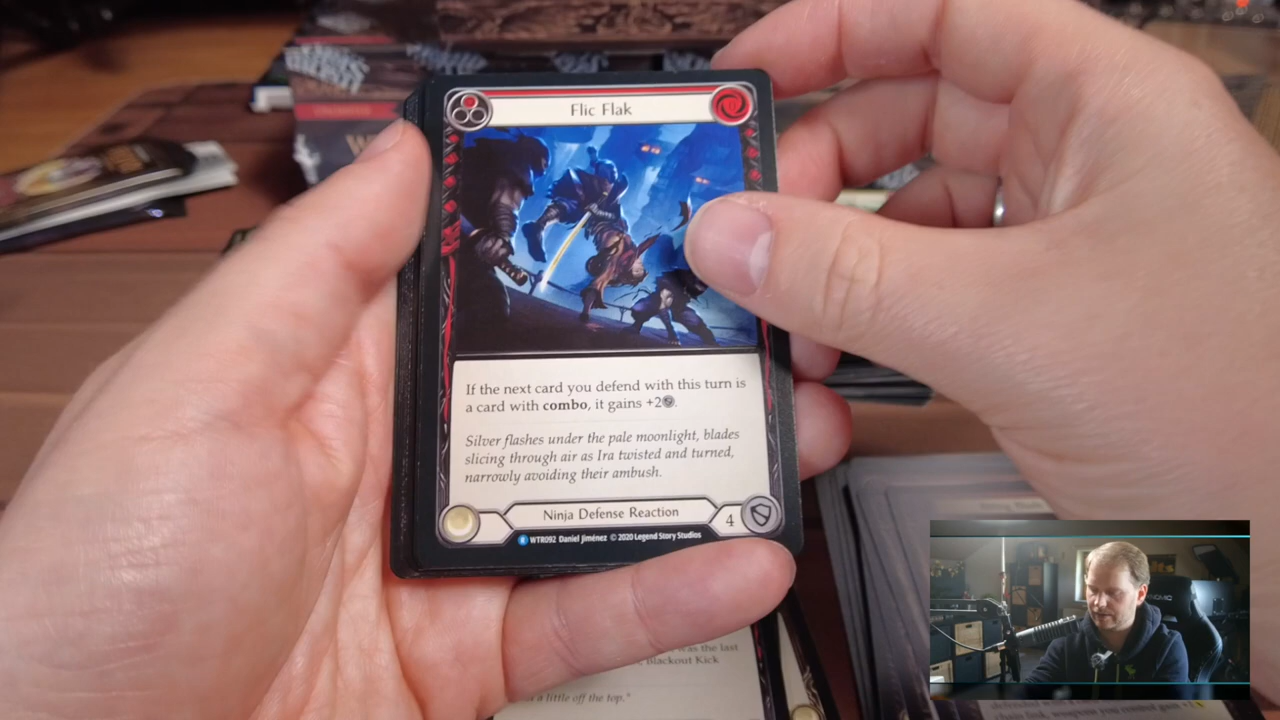 Flic Flak
0
If the next card you defend with this turn is
a card with combo, it gains +2.
Silver flashes under the pale moonlight, blades
slicing through air as Ira twisted and turned,
narrowly avoiding their ambush.
Ninja Defense Reaction
4
R WTR092 Daniel Jiménez © 2020 Legend Story Studios
was the last
Blackout Kick
a little off the top."